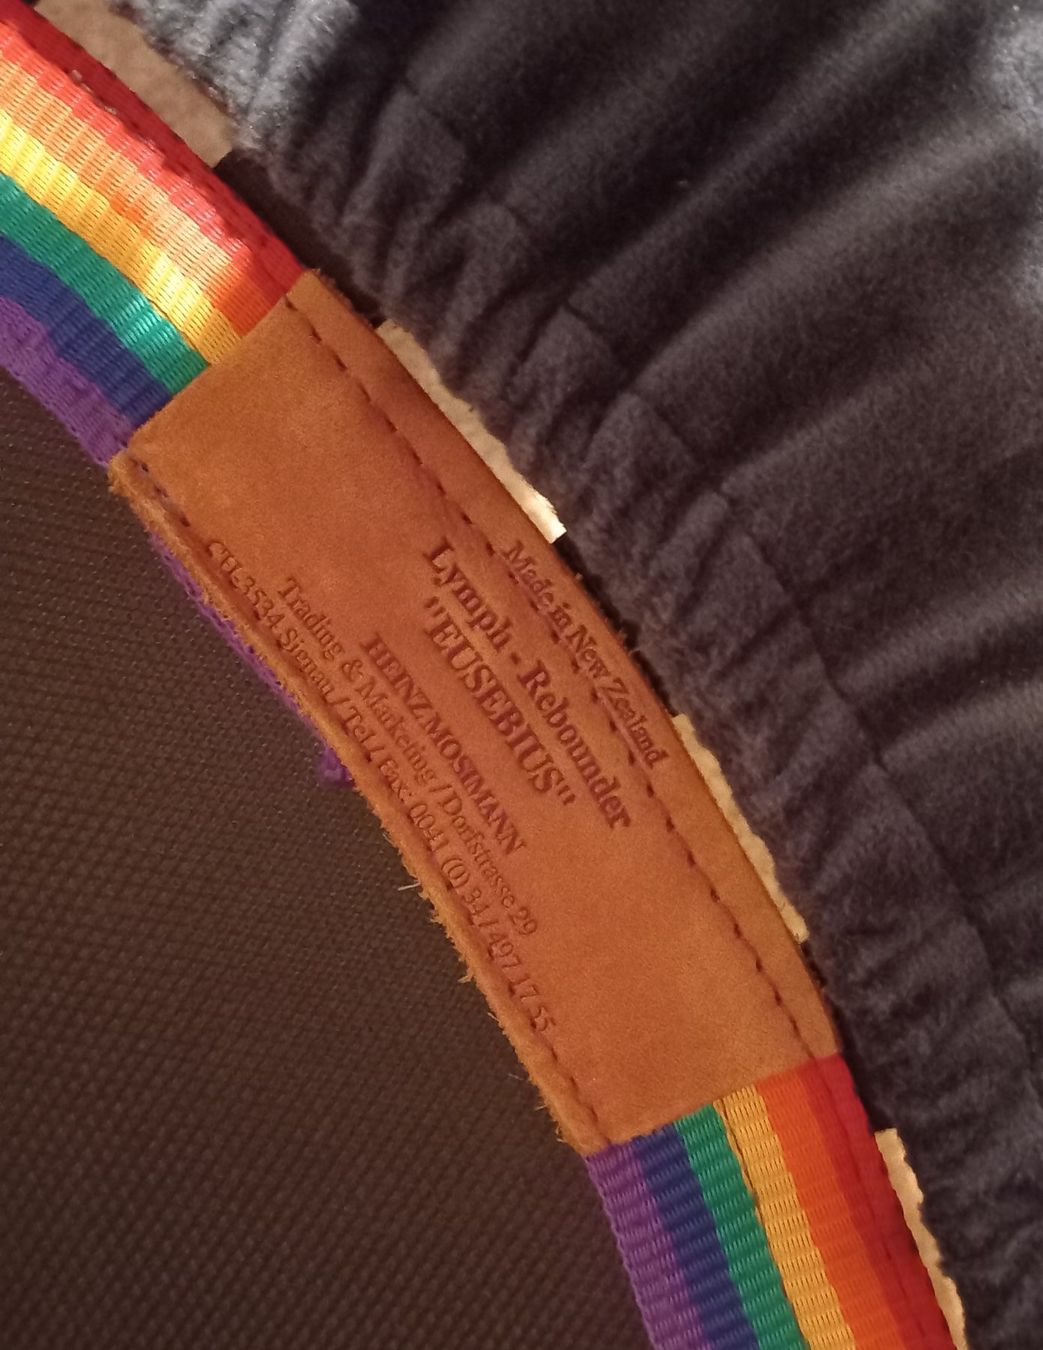 Made in New Zealand
Lymph - Rebounder
"EUSEBIUS"
HEINZ MOSIMANN
Trading & Marketing / Dorfstrasse 29
CH-3534 Sienau / Tel / Fax: 0041 (0) 34 / 497 17 55